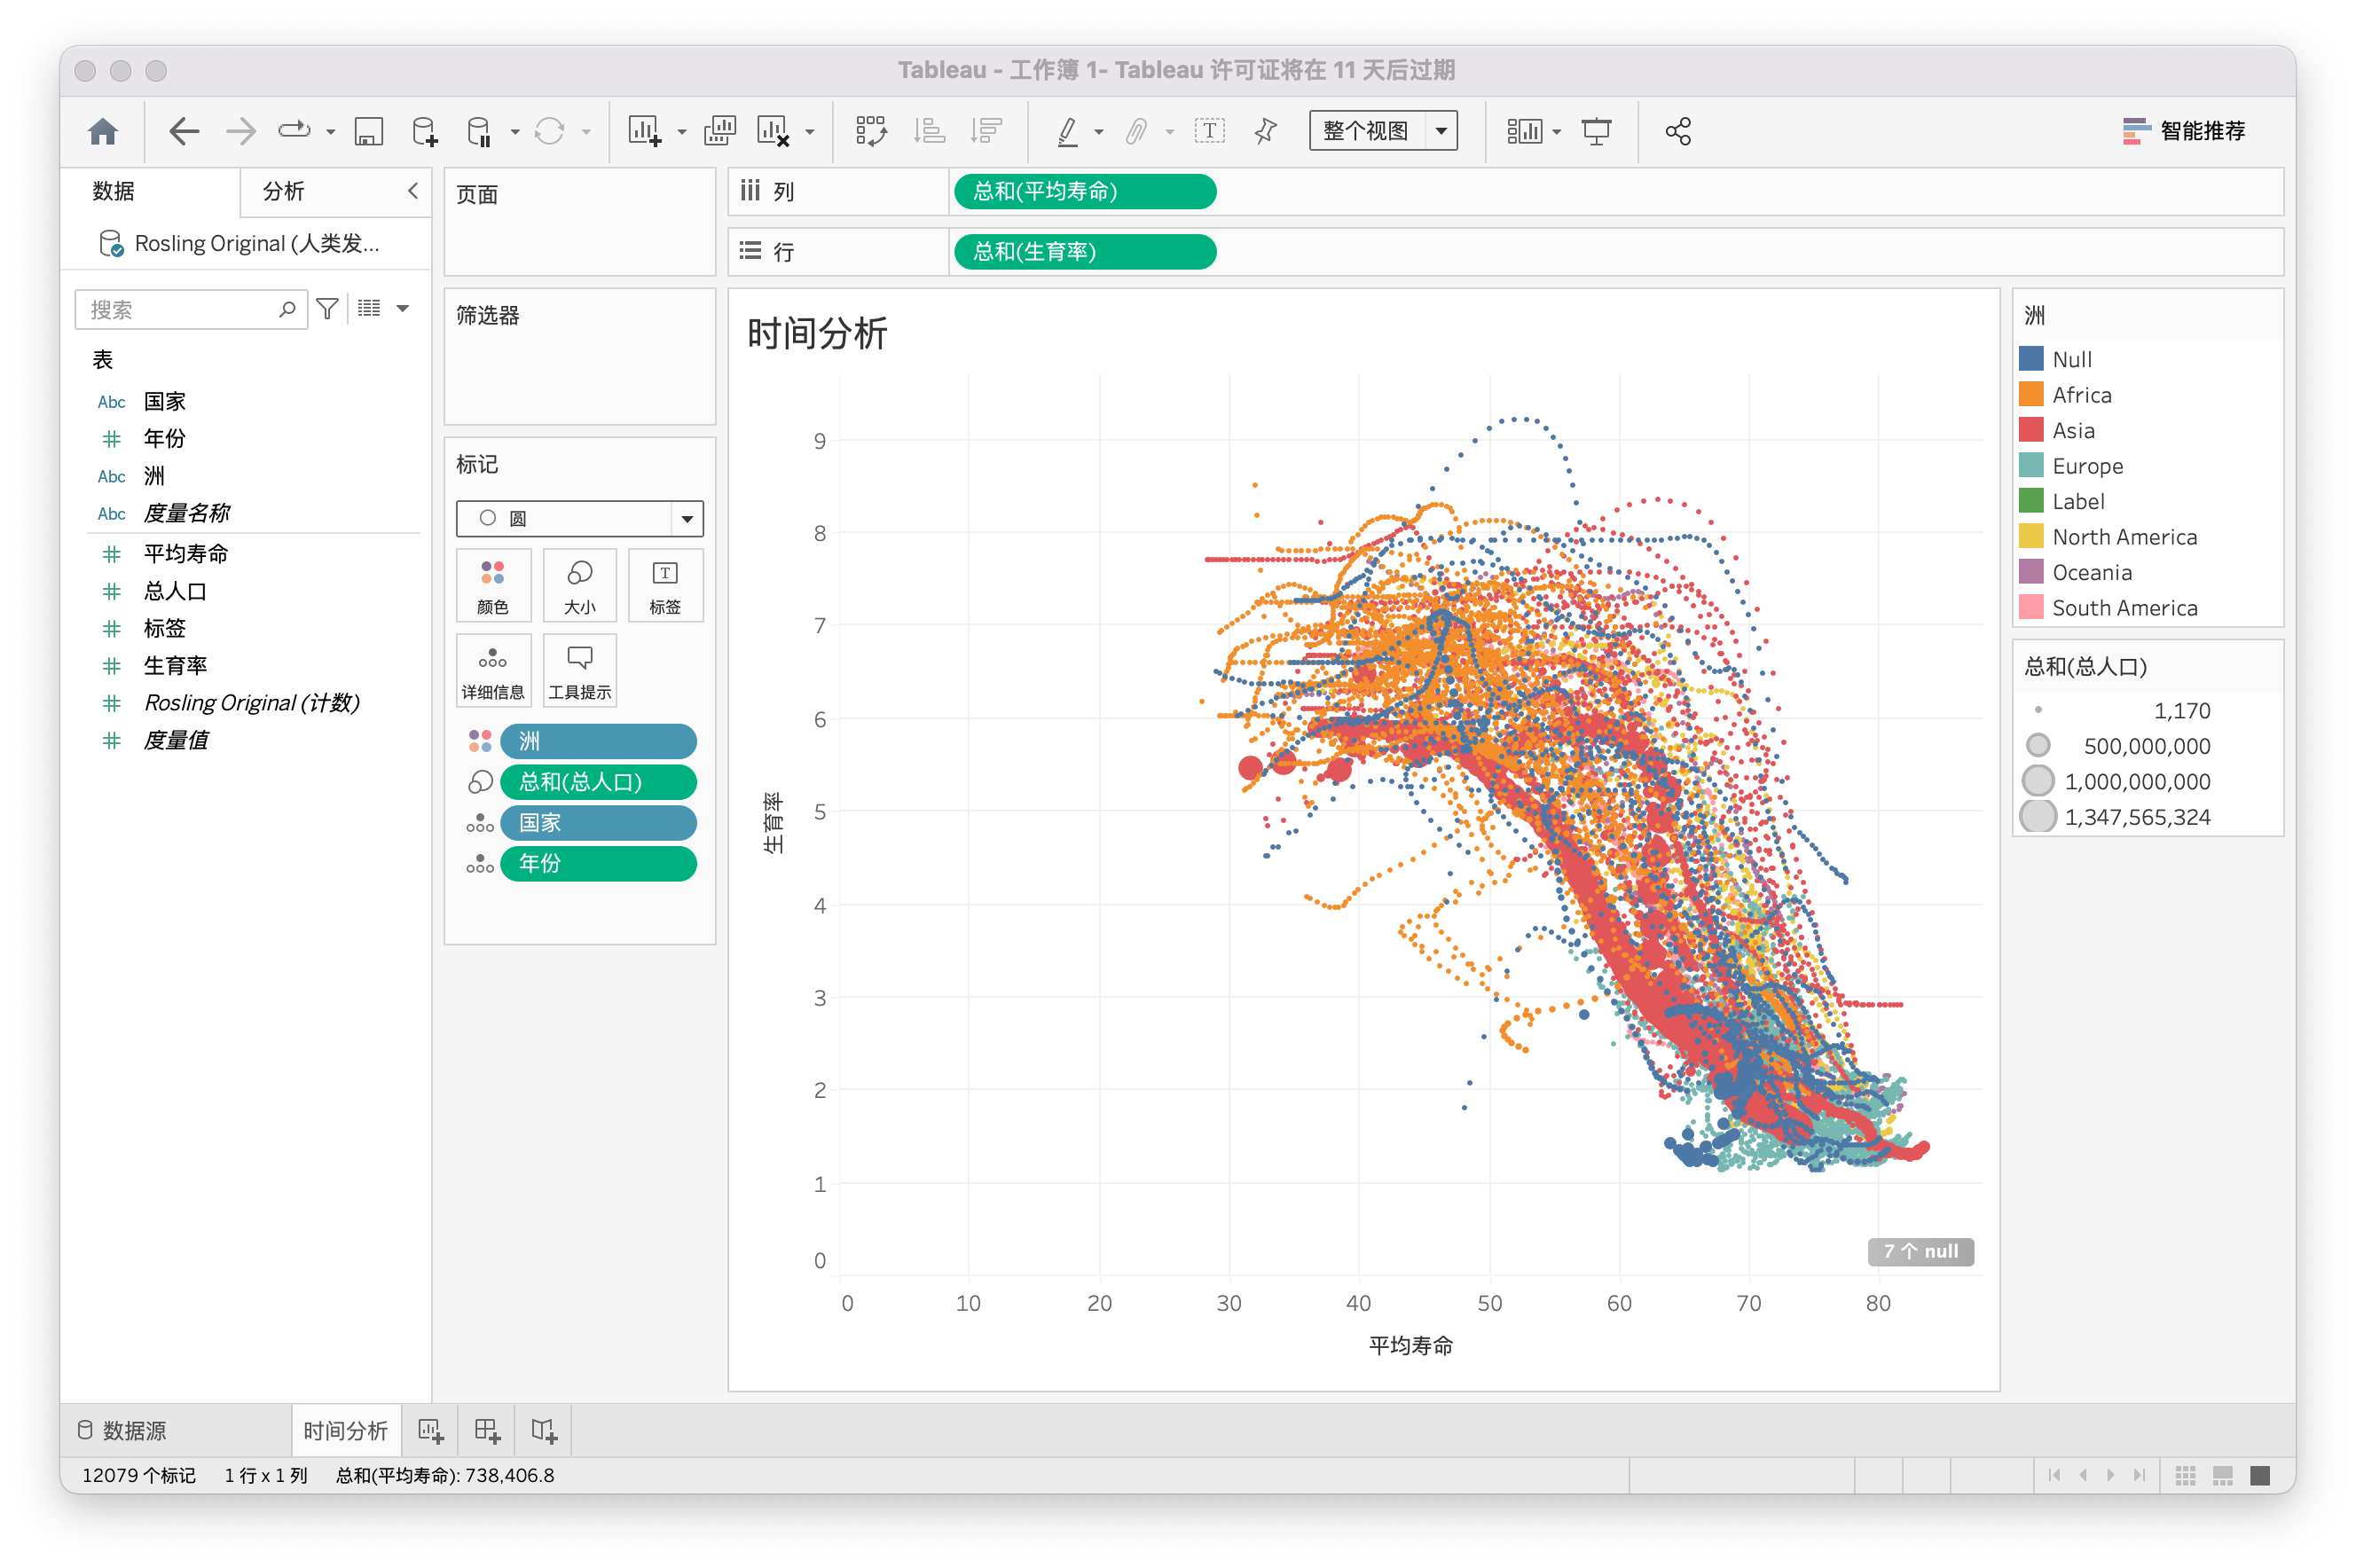 Tableau - 工作簿 1- Tableau 许可证将在 11 天后过期
整个视图
智能推荐
数据
分析
Rosling Original (人类发...
搜索
表
Abc 国家
年份
Abc 洲
Abc 度量名称
平均寿命
总人口
标签
生育率
Rosling Original (计数)
度量值
页面
筛选器
标记
圆
颜色
大小
标签
详细信息
工具提示
洲
总和(总人口)
国家
年份
列
总和(平均寿命)
行
总和(生育率)
时间分析
9
8
7
6
5
4
3
2
1
0
生育率
0 10 20 30 40 50 60 70 80
平均寿命
7 个 null
洲
Null
Africa
Asia
Europe
Label
North America
Oceania
South America
总和(总人口)
1,170
500,000,000
1,000,000,000
1,347,565,324
数据源
时间分析
12079 个标记
1 行 x 1 列
总和(平均寿命): 738,406.8